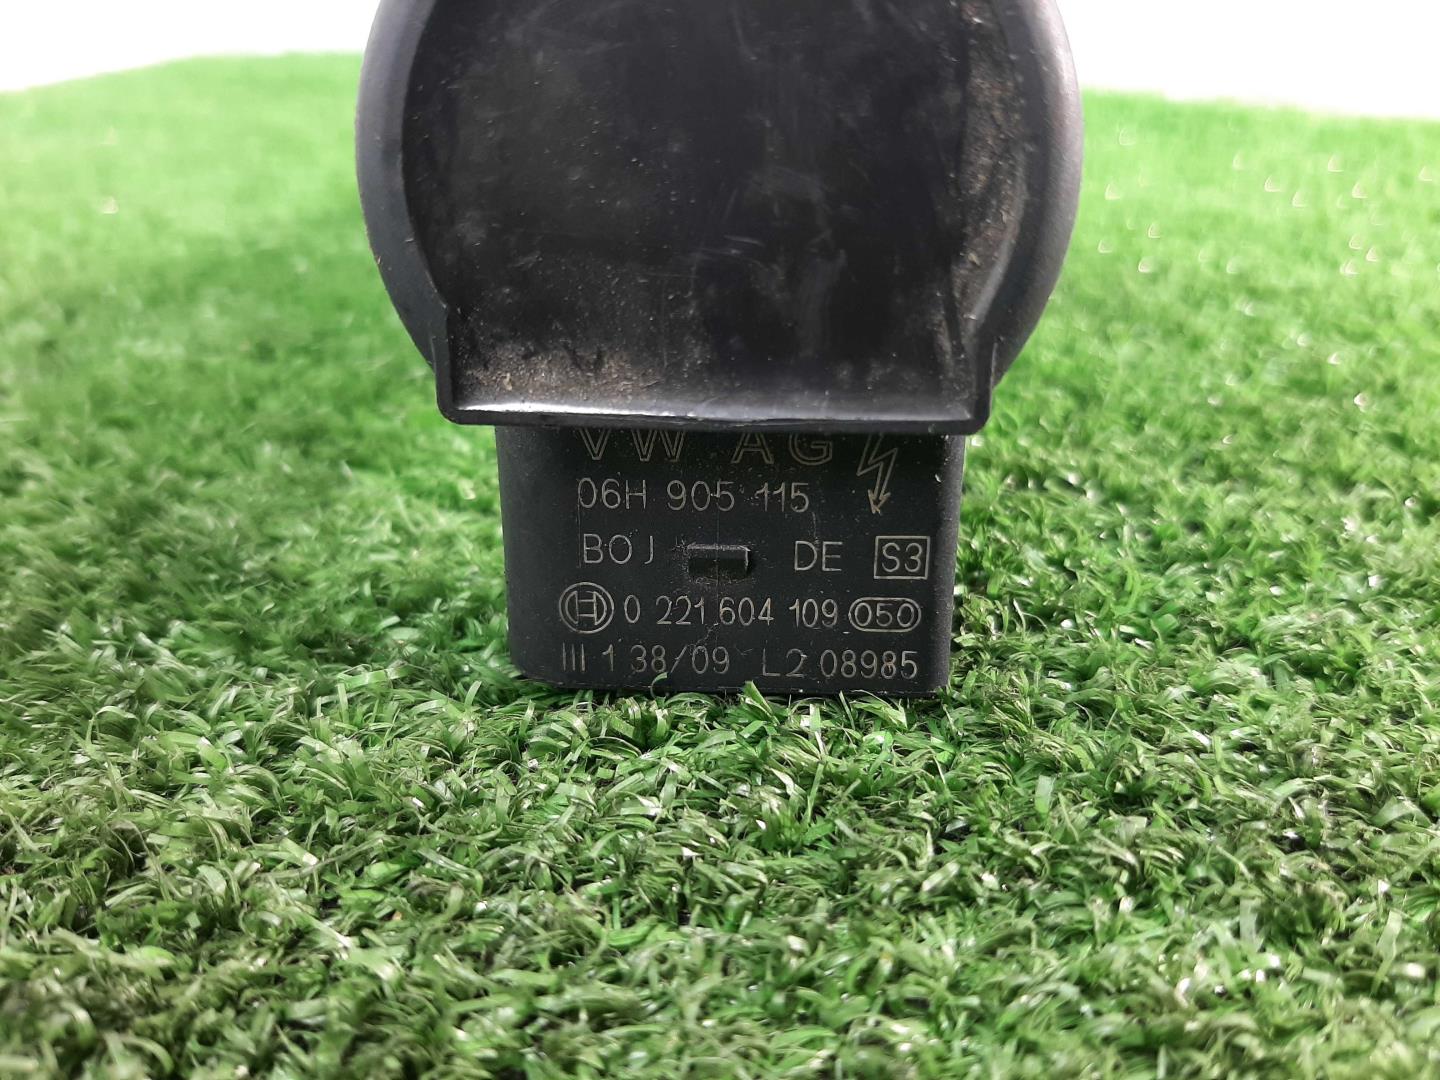 VW AG
06H 905 115
BOJ DE S3
0 221 604 109 050
III 1 38/09 L2 08985